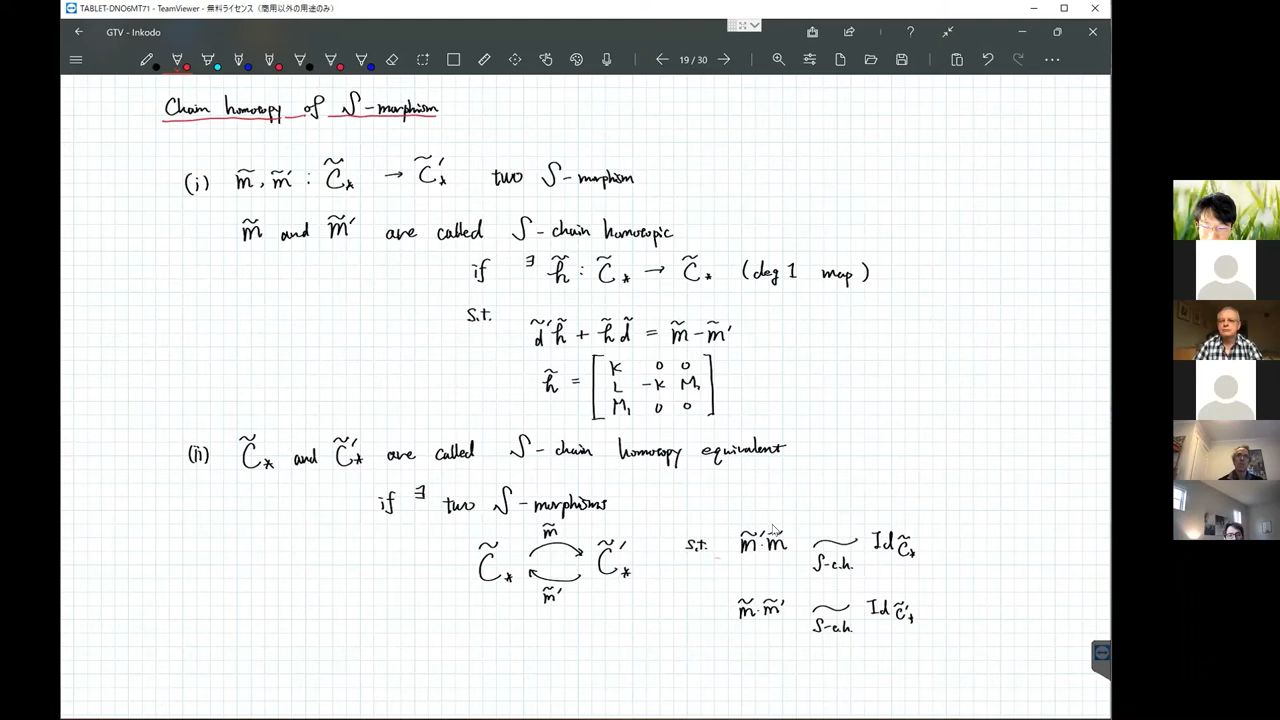 TABLET-DNO6MT71 - TeamViewer - 無料ライセンス (商用以外の用途のみ)
GTV - Inkodo
19 / 30
Chain homotopy of S-morphism
(i) m̃, m̃' : C̃_* → C̃'_* two S-morphism
m̃ and m̃' are called S-chain homotopic
if ∃ h̃ : C̃_* → C̃_* (deg 1 map)
s.t. d̃'h̃ + h̃d̃ = m̃ - m̃'
h̃ = [ K 0 0
L -K M₂
M₁ 0 0 ]
(ii) C̃_* and C̃'_* are called S-chain homotopy equivalent
if ∃ two S-morphisms
C̃_* m̃ m̃' C̃'_* s.t. m̃'·m̃ ~ S-c.h. Id C̃_*
m̃·m̃' ~ S-c.h. Id C̃'_*